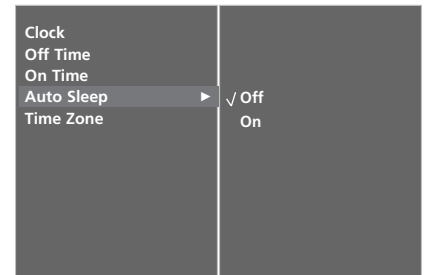 Clock
Off Time
On Time
Auto Sleep ► √ Off
Time Zone
On